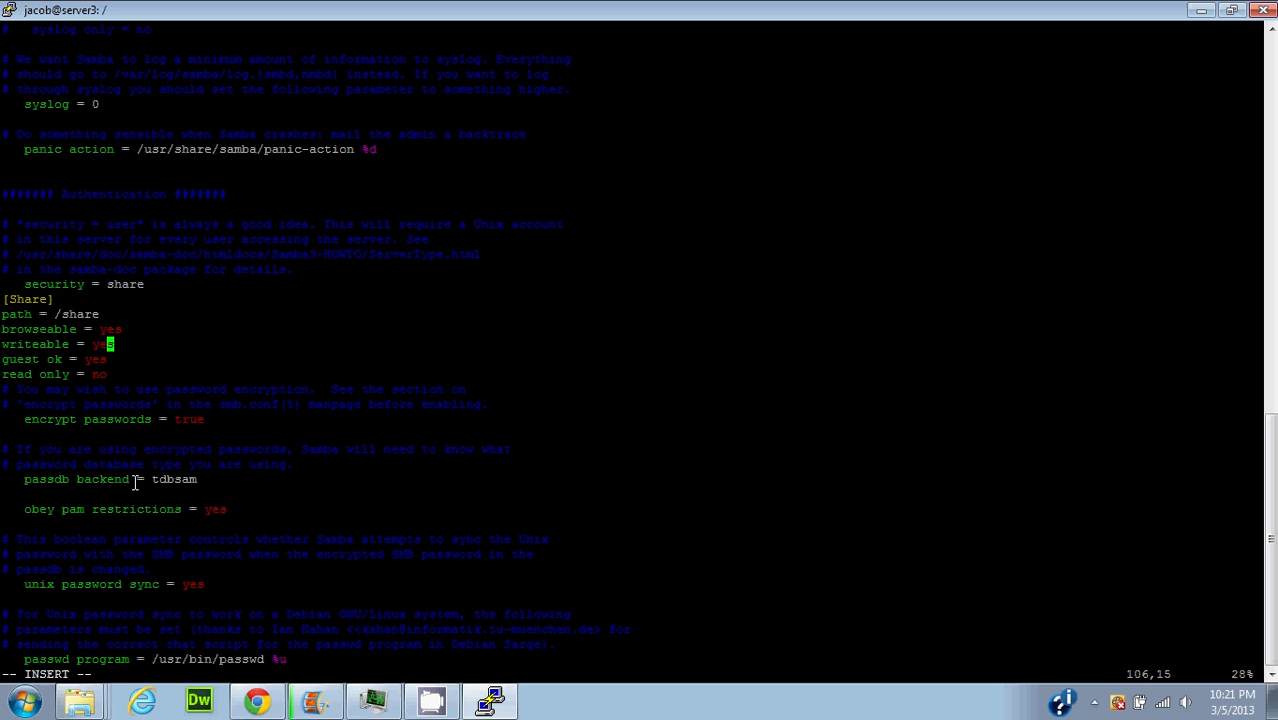 jacob@server3: /
#   syslog only = no
# We want Samba to log a minimum amount of information to syslog. Everything
# should go to /var/log/samba/log.{smbd,nmbd} instead. If you want to log
# through syslog you should set the following parameter to something higher.
syslog = 0
# Do something sensible when Samba crashes: mail the admin a backtrace
panic action = /usr/share/samba/panic-action %d
####### Authentication #######
# "security = user" is always a good idea. This will require a Unix account
# in this server for every user accessing the server. See
# /usr/share/doc/samba-doc/htmldocs/Samba3-HOWTO/ServerType.html
# in the samba-doc package for details.
security = share
[Share]
path = /share
browseable = yes
writeable = yes
guest ok = yes
read only = no
# You may wish to use password encryption.  See the section on
# 'encrypt passwords' in the smb.conf(5) manpage before enabling.
encrypt passwords = true
# If you are using encrypted passwords, Samba will need to know what
# password database type you are using.
passdb backend = tdbsam
obey pam restrictions = yes
# This boolean parameter controls whether Samba attempts to sync the Unix
# password with the SMB password when the encrypted SMB password in the
# passdb is changed.
unix password sync = yes
# For Unix password sync to work on a Debian GNU/Linux system, the following
# parameters must be set (thanks to Ian Kahan <<kahan@informatik.tu-muenchen.de> for
# sending the correct chat script for the passwd program in Debian Sarge).
passwd program = /usr/bin/passwd %u
-- INSERT -- 106,15 28%
Dw
10:21 PM
3/5/2013